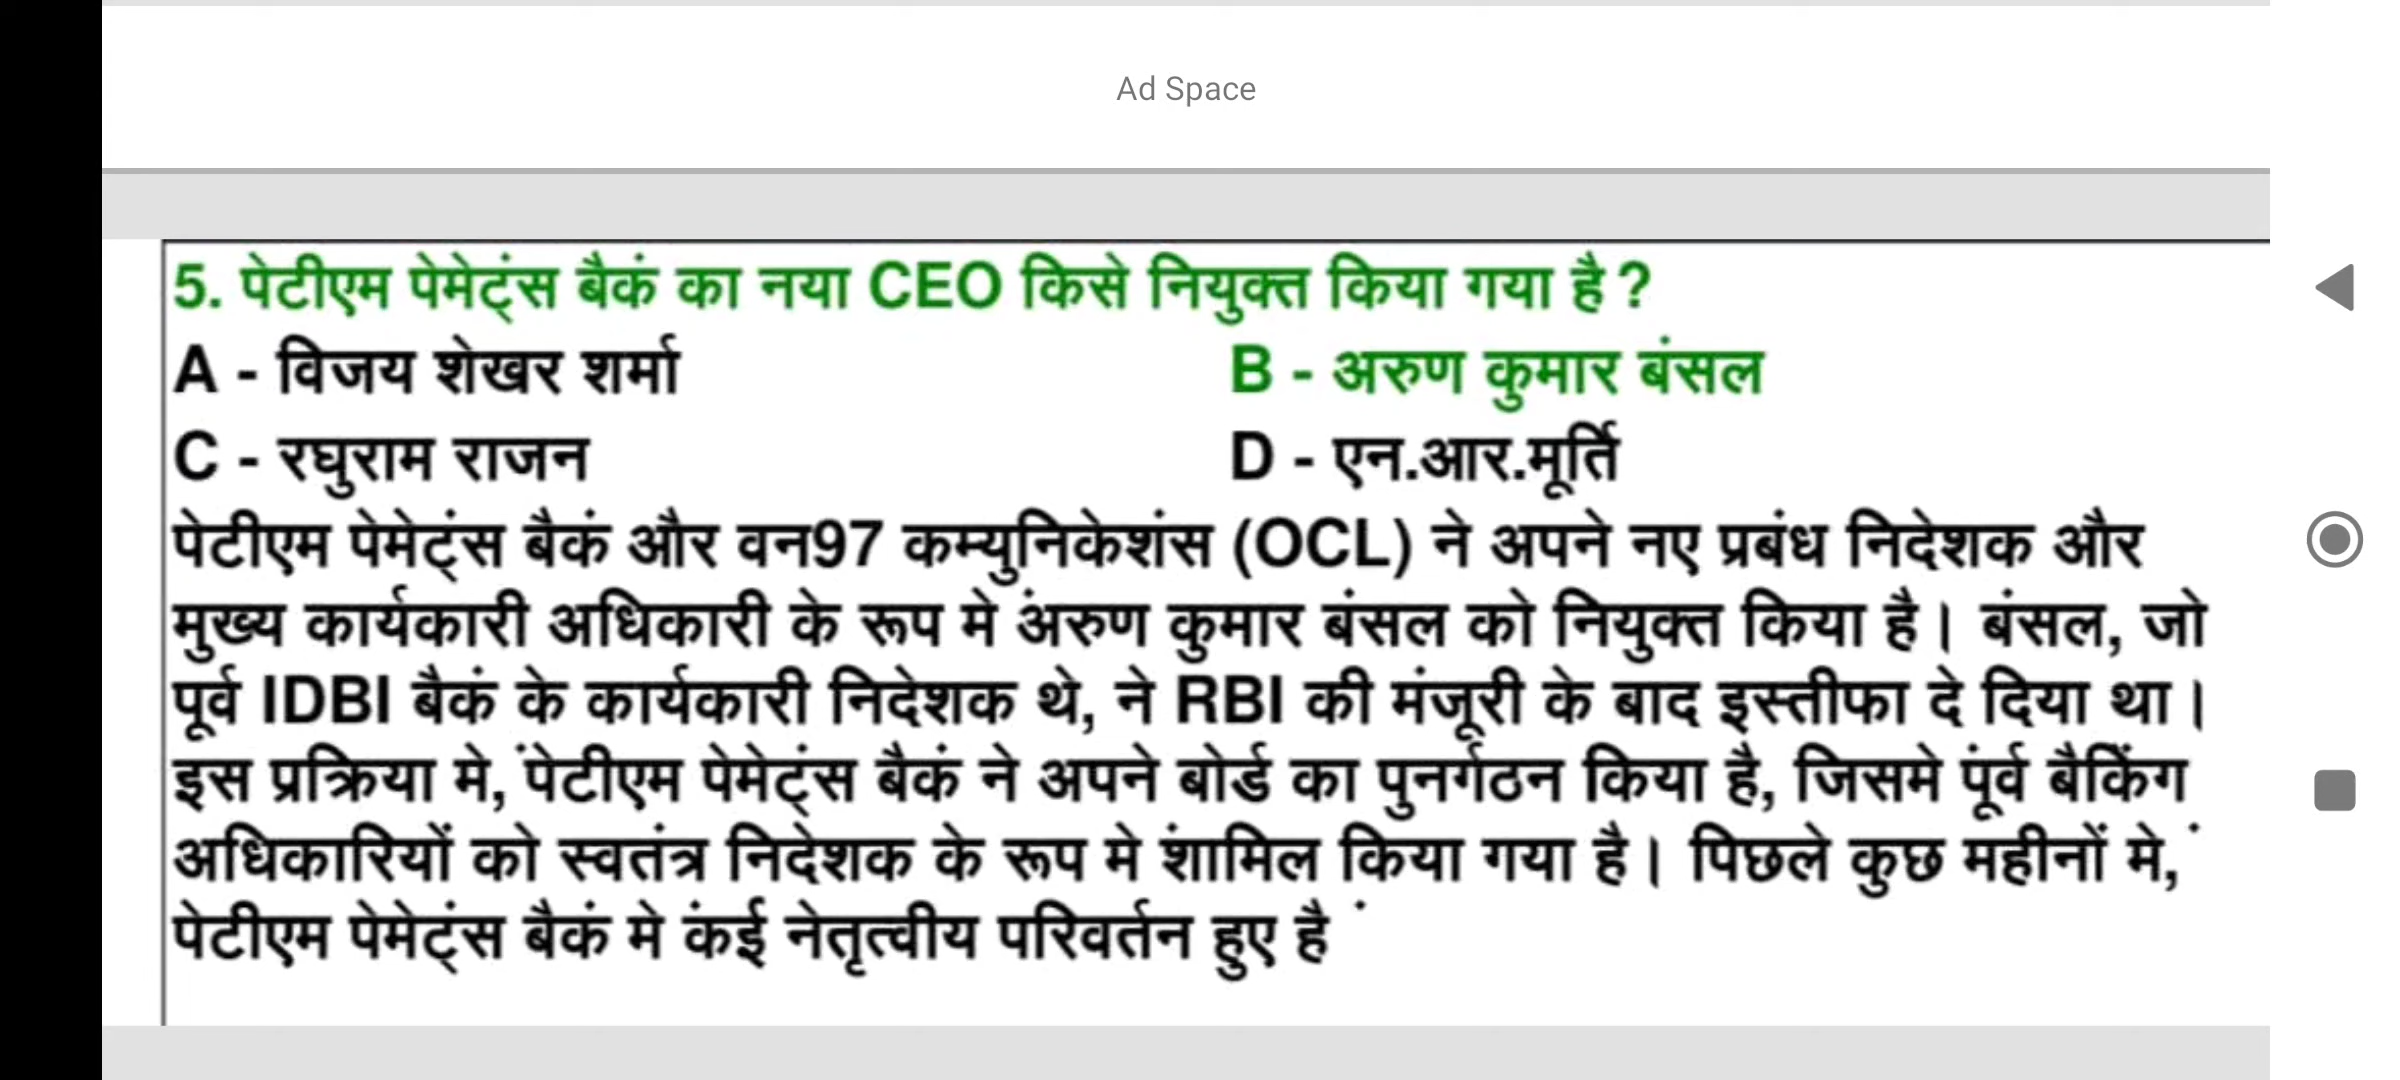 Ad Space
5. पेटीएम पेमेंट्स बैंक का नया CEO किसे नियुक्त किया गया है ?
A - विजय शेखर शर्मा B - अरुण कुमार बंसल
C - रघुराम राजन D - एन.आर.मूर्ति
पेटीएम पेमेंट्स बैंक और वन97 कम्युनिकेशंस (OCL) ने अपने नए प्रबंध निदेशक और
मुख्य कार्यकारी अधिकारी के रूप में अरुण कुमार बंसल को नियुक्त किया है। बंसल, जो
पूर्व IDBI बैंक के कार्यकारी निदेशक थे, ने RBI की मंजूरी के बाद इस्तीफा दे दिया था।
इस प्रक्रिया में, पेटीएम पेमेंट्स बैंक ने अपने बोर्ड का पुनर्गठन किया है, जिसमें पूर्व बैंकिंग
अधिकारियों को स्वतंत्र निदेशक के रूप में शामिल किया गया है। पिछले कुछ महीनों में,
पेटीएम पेमेंट्स बैंक में कई नेतृत्वीय परिवर्तन हुए हैं